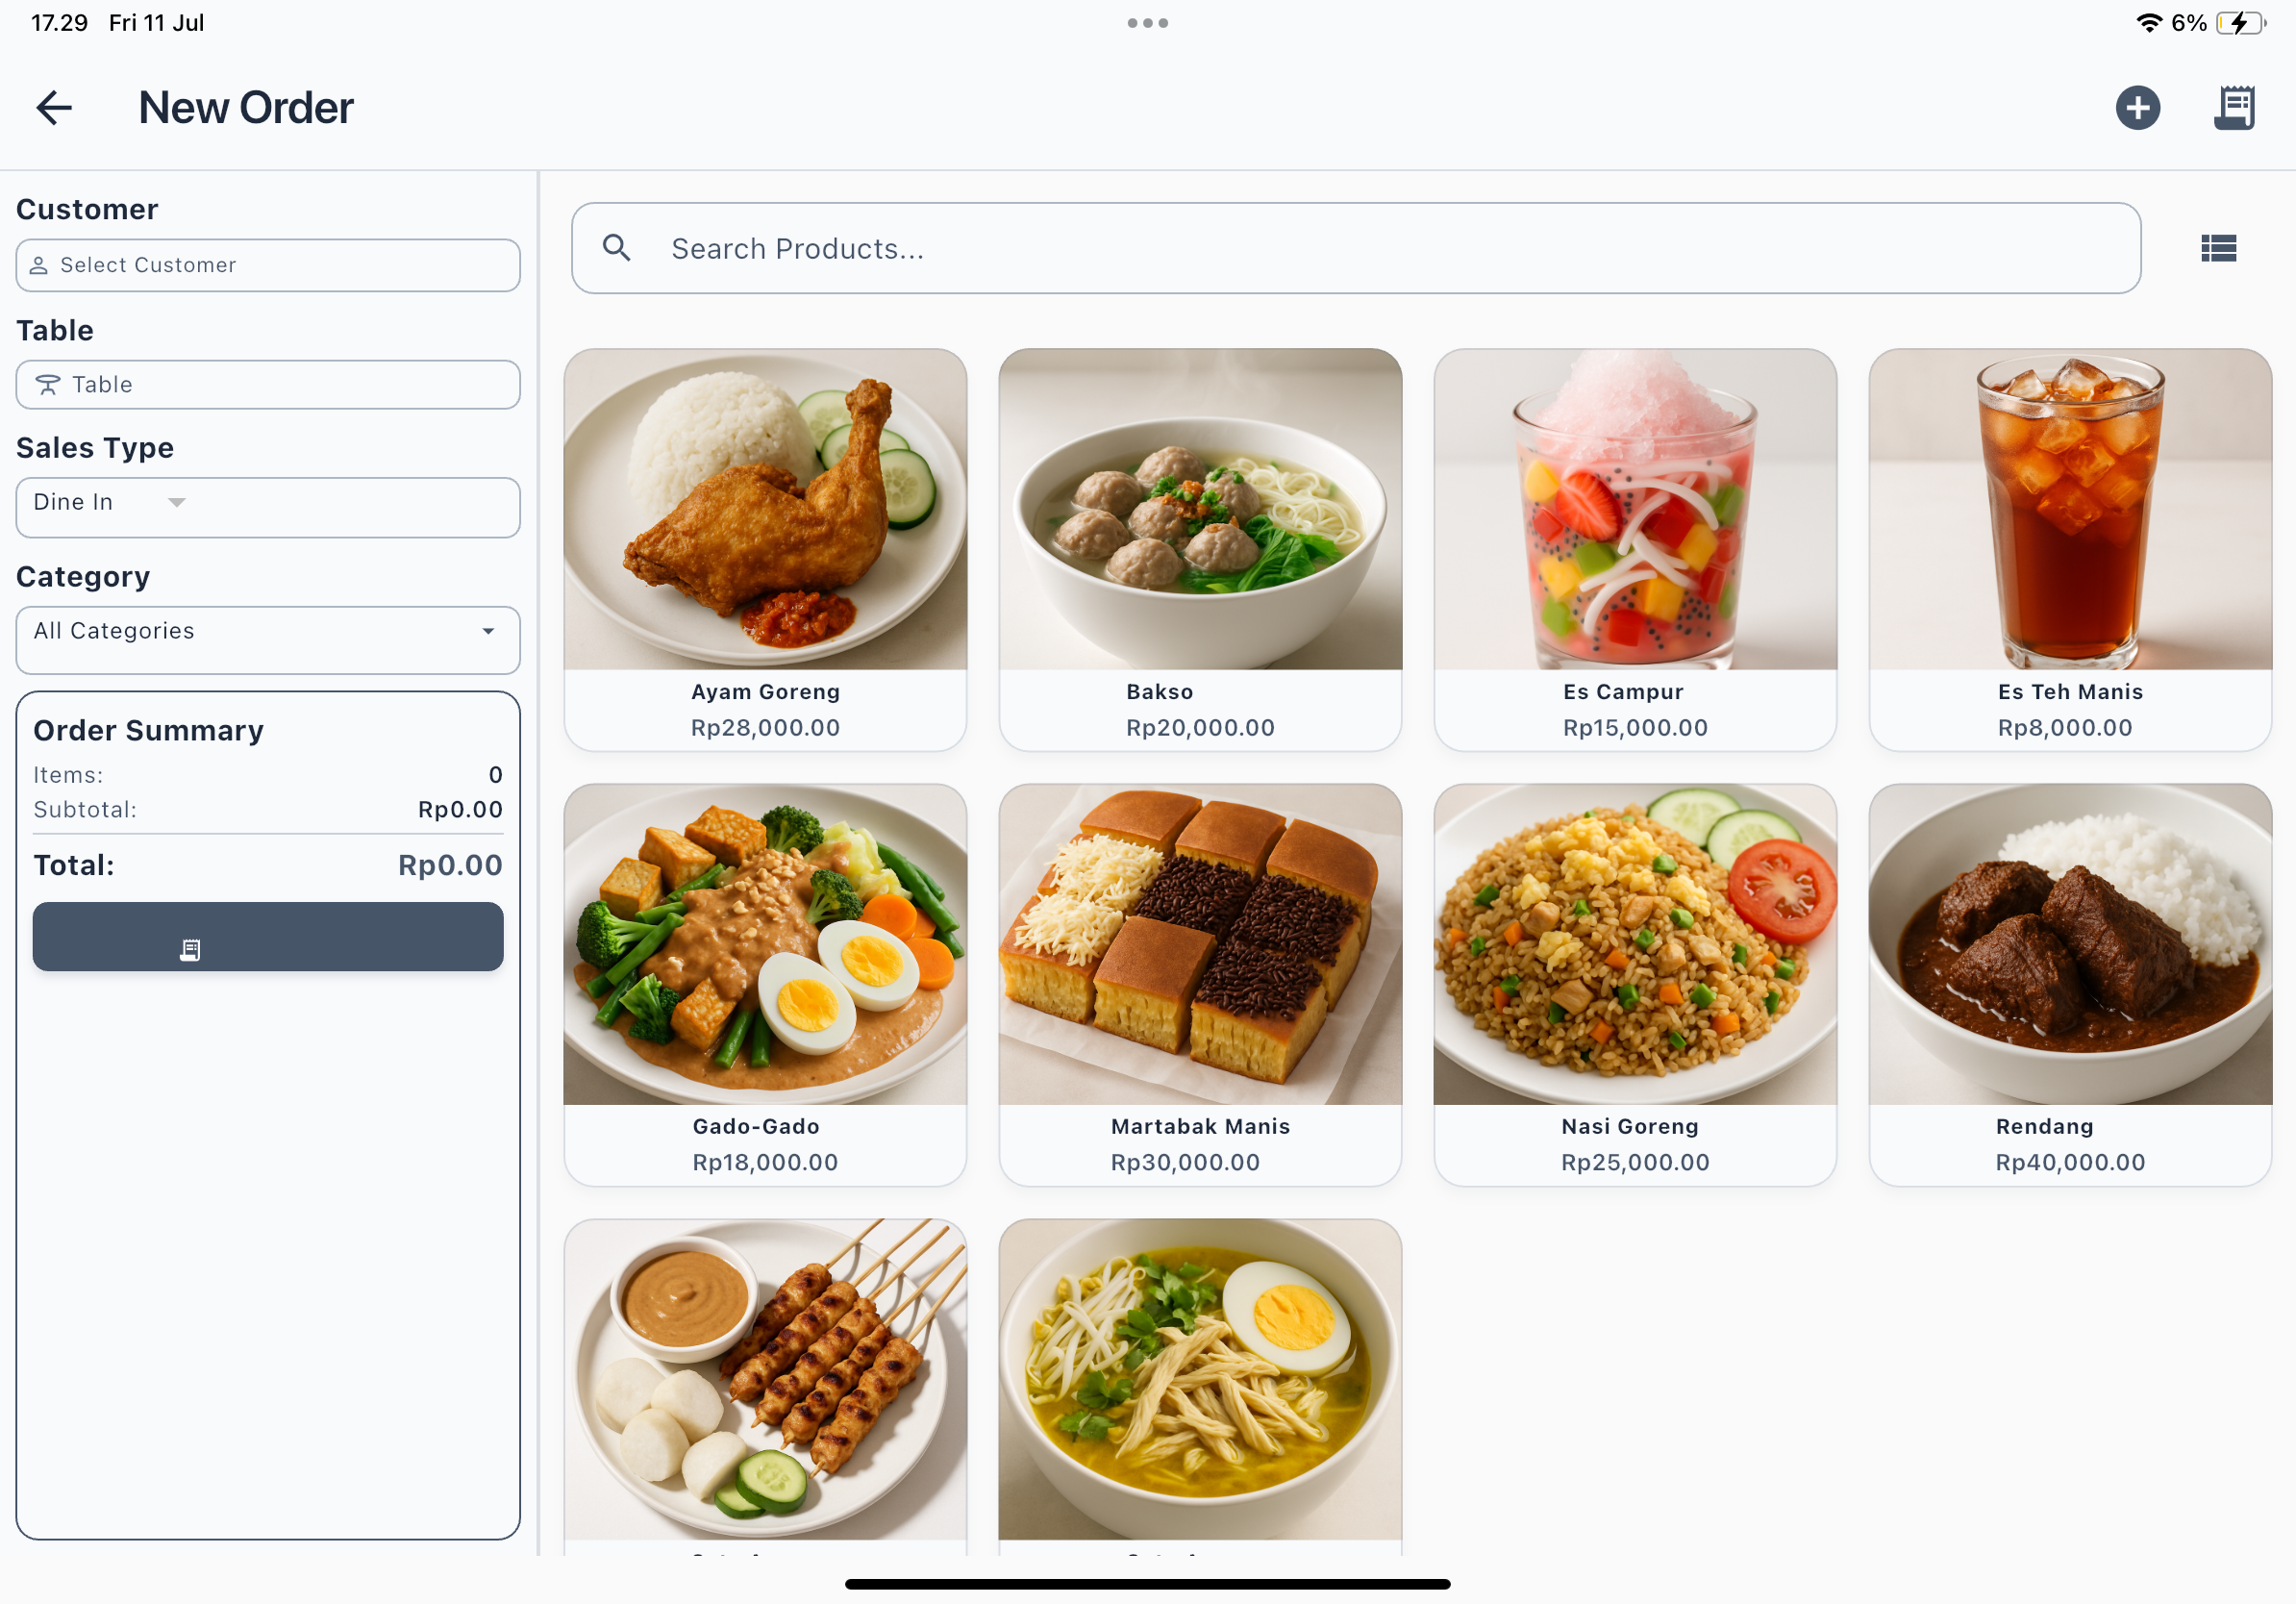 17.29 Fri 11 Jul
6%
New Order
Customer
Select Customer
Table
Table
Sales Type
Dine In
Category
All Categories
Order Summary
Items: 0
Subtotal: Rp0.00
Total: Rp0.00
Search Products...
Ayam Goreng
Rp28,000.00
Bakso
Rp20,000.00
Es Campur
Rp15,000.00
Es Teh Manis
Rp8,000.00
Gado-Gado
Rp18,000.00
Martabak Manis
Rp30,000.00
Nasi Goreng
Rp25,000.00
Rendang
Rp40,000.00